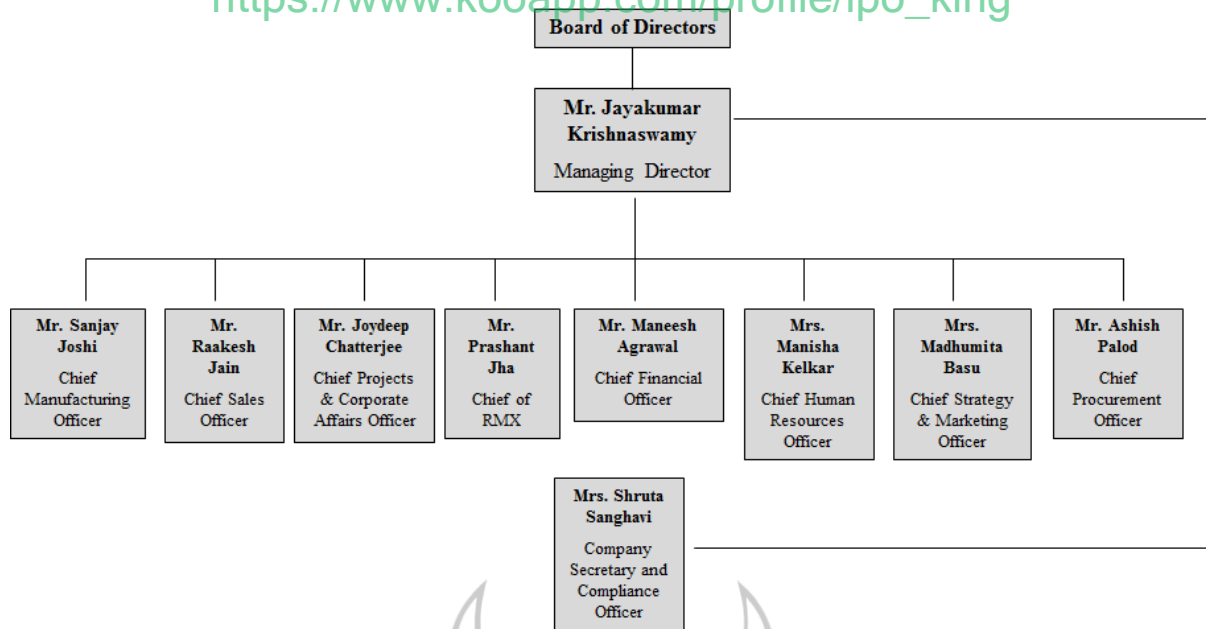 https://www.kooapp.com/profile/ipo_king
Board of Directors
Mr. Jayakumar
Krishnaswamy
Managing Director
Mr. Sanjay
Joshi
Chief
Manufacturing
Officer
Mr.
Raakesh
Jain
Chief Sales
Officer
Mr. Joydeep
Chatterjee
Chief Projects
& Corporate
Affairs Officer
Mr.
Prashant
Jha
Chief of
RMX
Mr. Maneesh
Agrawal
Chief Financial
Officer
Mrs.
Manisha
Kelkar
Chief Human
Resources
Officer
Mrs.
Madhumita
Basu
Chief Strategy
& Marketing
Officer
Mr. Ashish
Palod
Chief
Procurement
Officer
Mrs. Shruta
Sanghavi
Company
Secretary and
Compliance
Officer